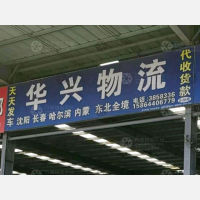 天天发车
华兴物流
代收货款
沈阳 长春 哈尔滨 内蒙 东北全境
电话:3858336
15864406779